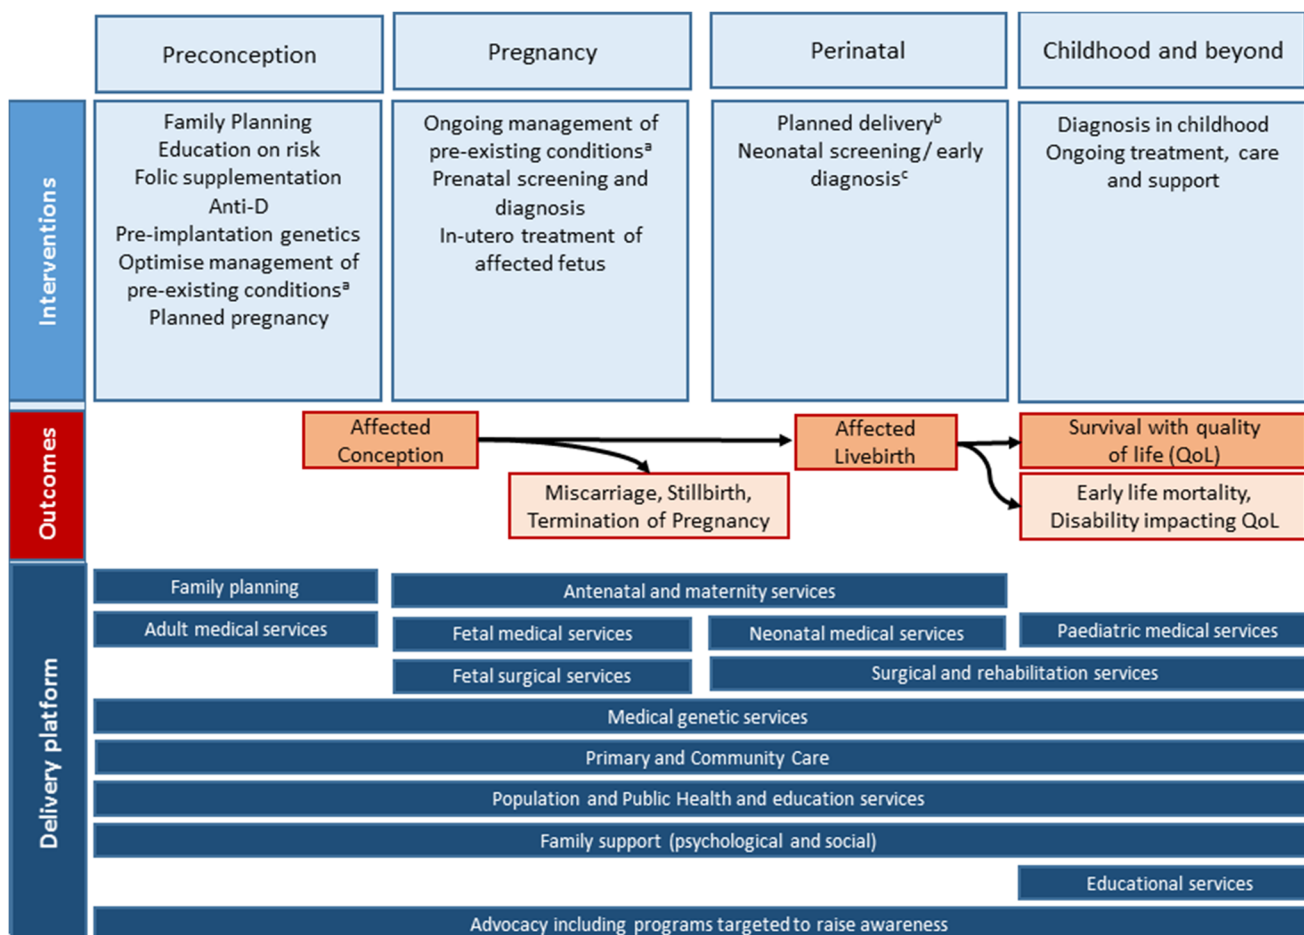 Preconception
Pregnancy
Perinatal
Childhood and beyond
Interventions
Family Planning
Education on risk
Folic supplementation
Anti-D
Pre-implantation genetics
Optimise management of
pre-existing conditionsᵃ
Planned pregnancy
Ongoing management of
pre-existing conditionsᵃ
Prenatal screening and
diagnosis
In-utero treatment of
affected fetus
Planned deliveryᵇ
Neonatal screening/ early
diagnosisᶜ
Diagnosis in childhood
Ongoing treatment, care
and support
Outcomes
Affected
Conception
Miscarriage, Stillbirth,
Termination of Pregnancy
Affected
Livebirth
Survival with quality
of life (QoL)
Early life mortality,
Disability impacting QoL
Delivery platform
Family planning
Antenatal and maternity services
Adult medical services
Fetal medical services
Neonatal medical services
Paediatric medical services
Fetal surgical services
Surgical and rehabilitation services
Medical genetic services
Primary and Community Care
Population and Public Health and education services
Family support (psychological and social)
Educational services
Advocacy including programs targeted to raise awareness